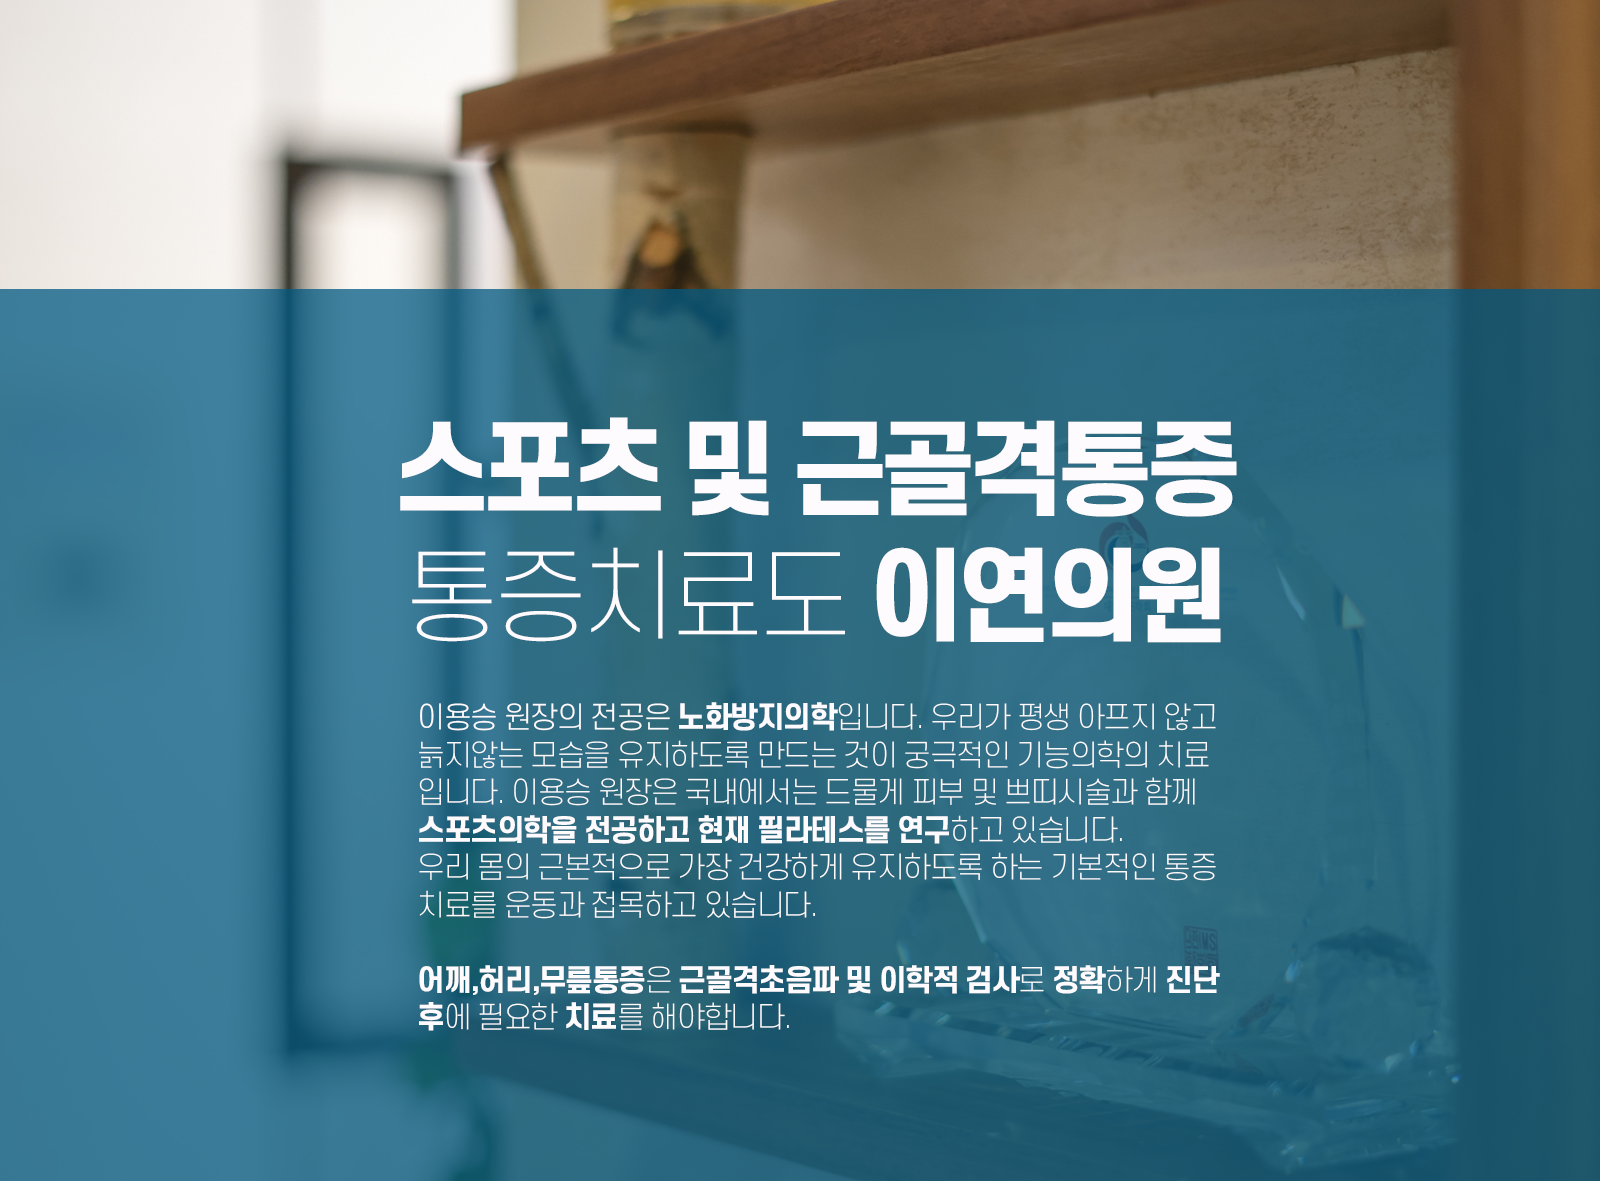 스포츠 및 근골격통증
통증치료도 이연의원
이용승 원장의 전공은 노화방지의학입니다. 우리가 평생 아프지 않고
늙지않는 모습을 유지하도록 만드는 것이 궁극적인 기능의학의 치료
입니다. 이용승 원장은 국내에서는 드물게 피부 및 쁘띠시술과 함께
스포츠의학을 전공하고 현재 필라테스를 연구하고 있습니다.
우리 몸의 근본적으로 가장 건강하게 유지하도록 하는 기본적인 통증
치료를 운동과 접목하고 있습니다.
어깨,허리,무릎통증은 근골격초음파 및 이학적 검사로 정확하게 진단
후에 필요한 치료를 해야합니다.